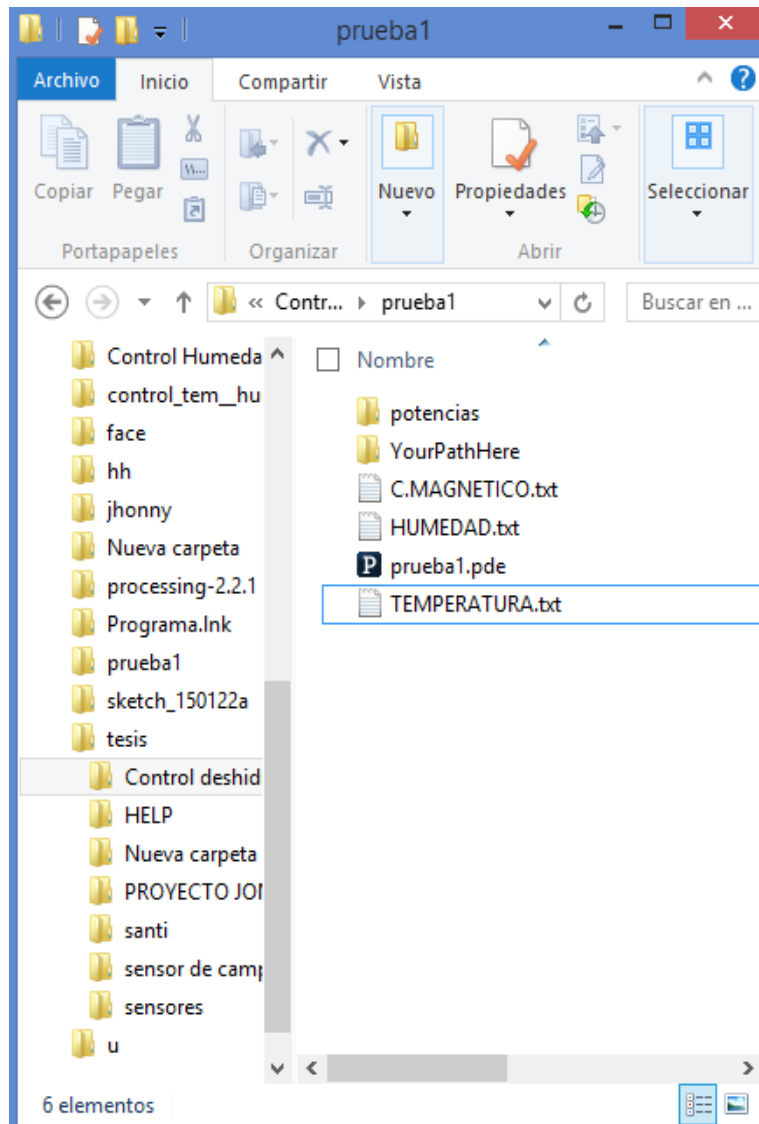 prueba1
Archivo Inicio Compartir Vista
Copiar Pegar Nuevo Propiedades Seleccionar
Portapapeles Organizar Abrir
« Contr... prueba1 Buscar en ...
Nombre
Control Humeda
control_tem__hu
face
hh
jhonny
Nueva carpeta
processing-2.2.1
Programa.lnk
prueba1
sketch_150122a
tesis
Control deshid
HELP
Nueva carpeta
PROYECTO JO
santi
sensor de camp
sensores
u
potencias
YourPathHere
C.MAGNETICO.txt
HUMEDAD.txt
P prueba1.pde
TEMPERATURA.txt
6 elementos